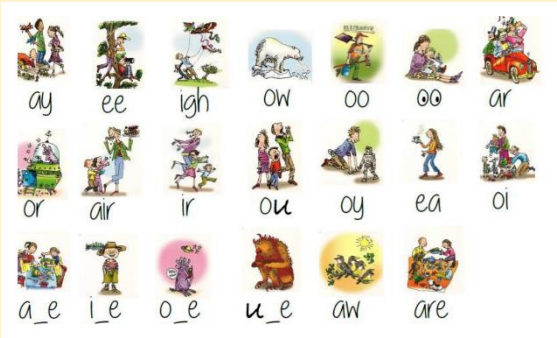 ay ee igh ow oo oo ar
or air ir ou oy ea oi
a_e i_e o_e u_e aw are